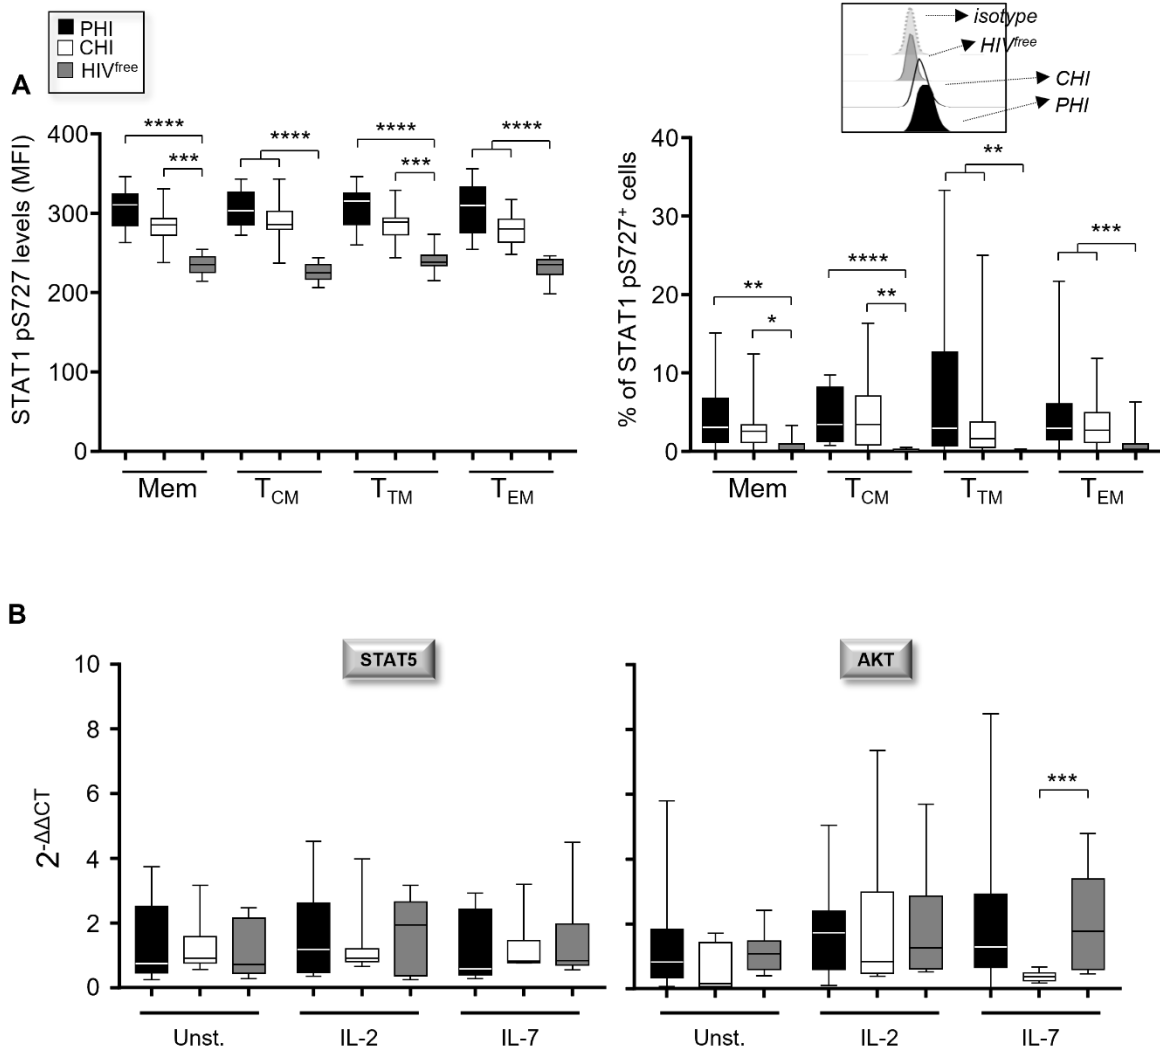 PHI
CHI
HIVfree
A
isotype
HIVfree
CHI
PHI
STAT1 pS727 levels (MFI)
400
300
200
100
0
****
***
****
****
***
****
Mem
TCM
TTM
TEM
% of STAT1 pS727+ cells
40
30
20
10
0
**
*
****
**
**
***
Mem
TCM
TTM
TEM
B
STAT5
AKT
2-ΔΔCT
10
8
6
4
2
0
***
Unst.
IL-2
IL-7
Unst.
IL-2
IL-7